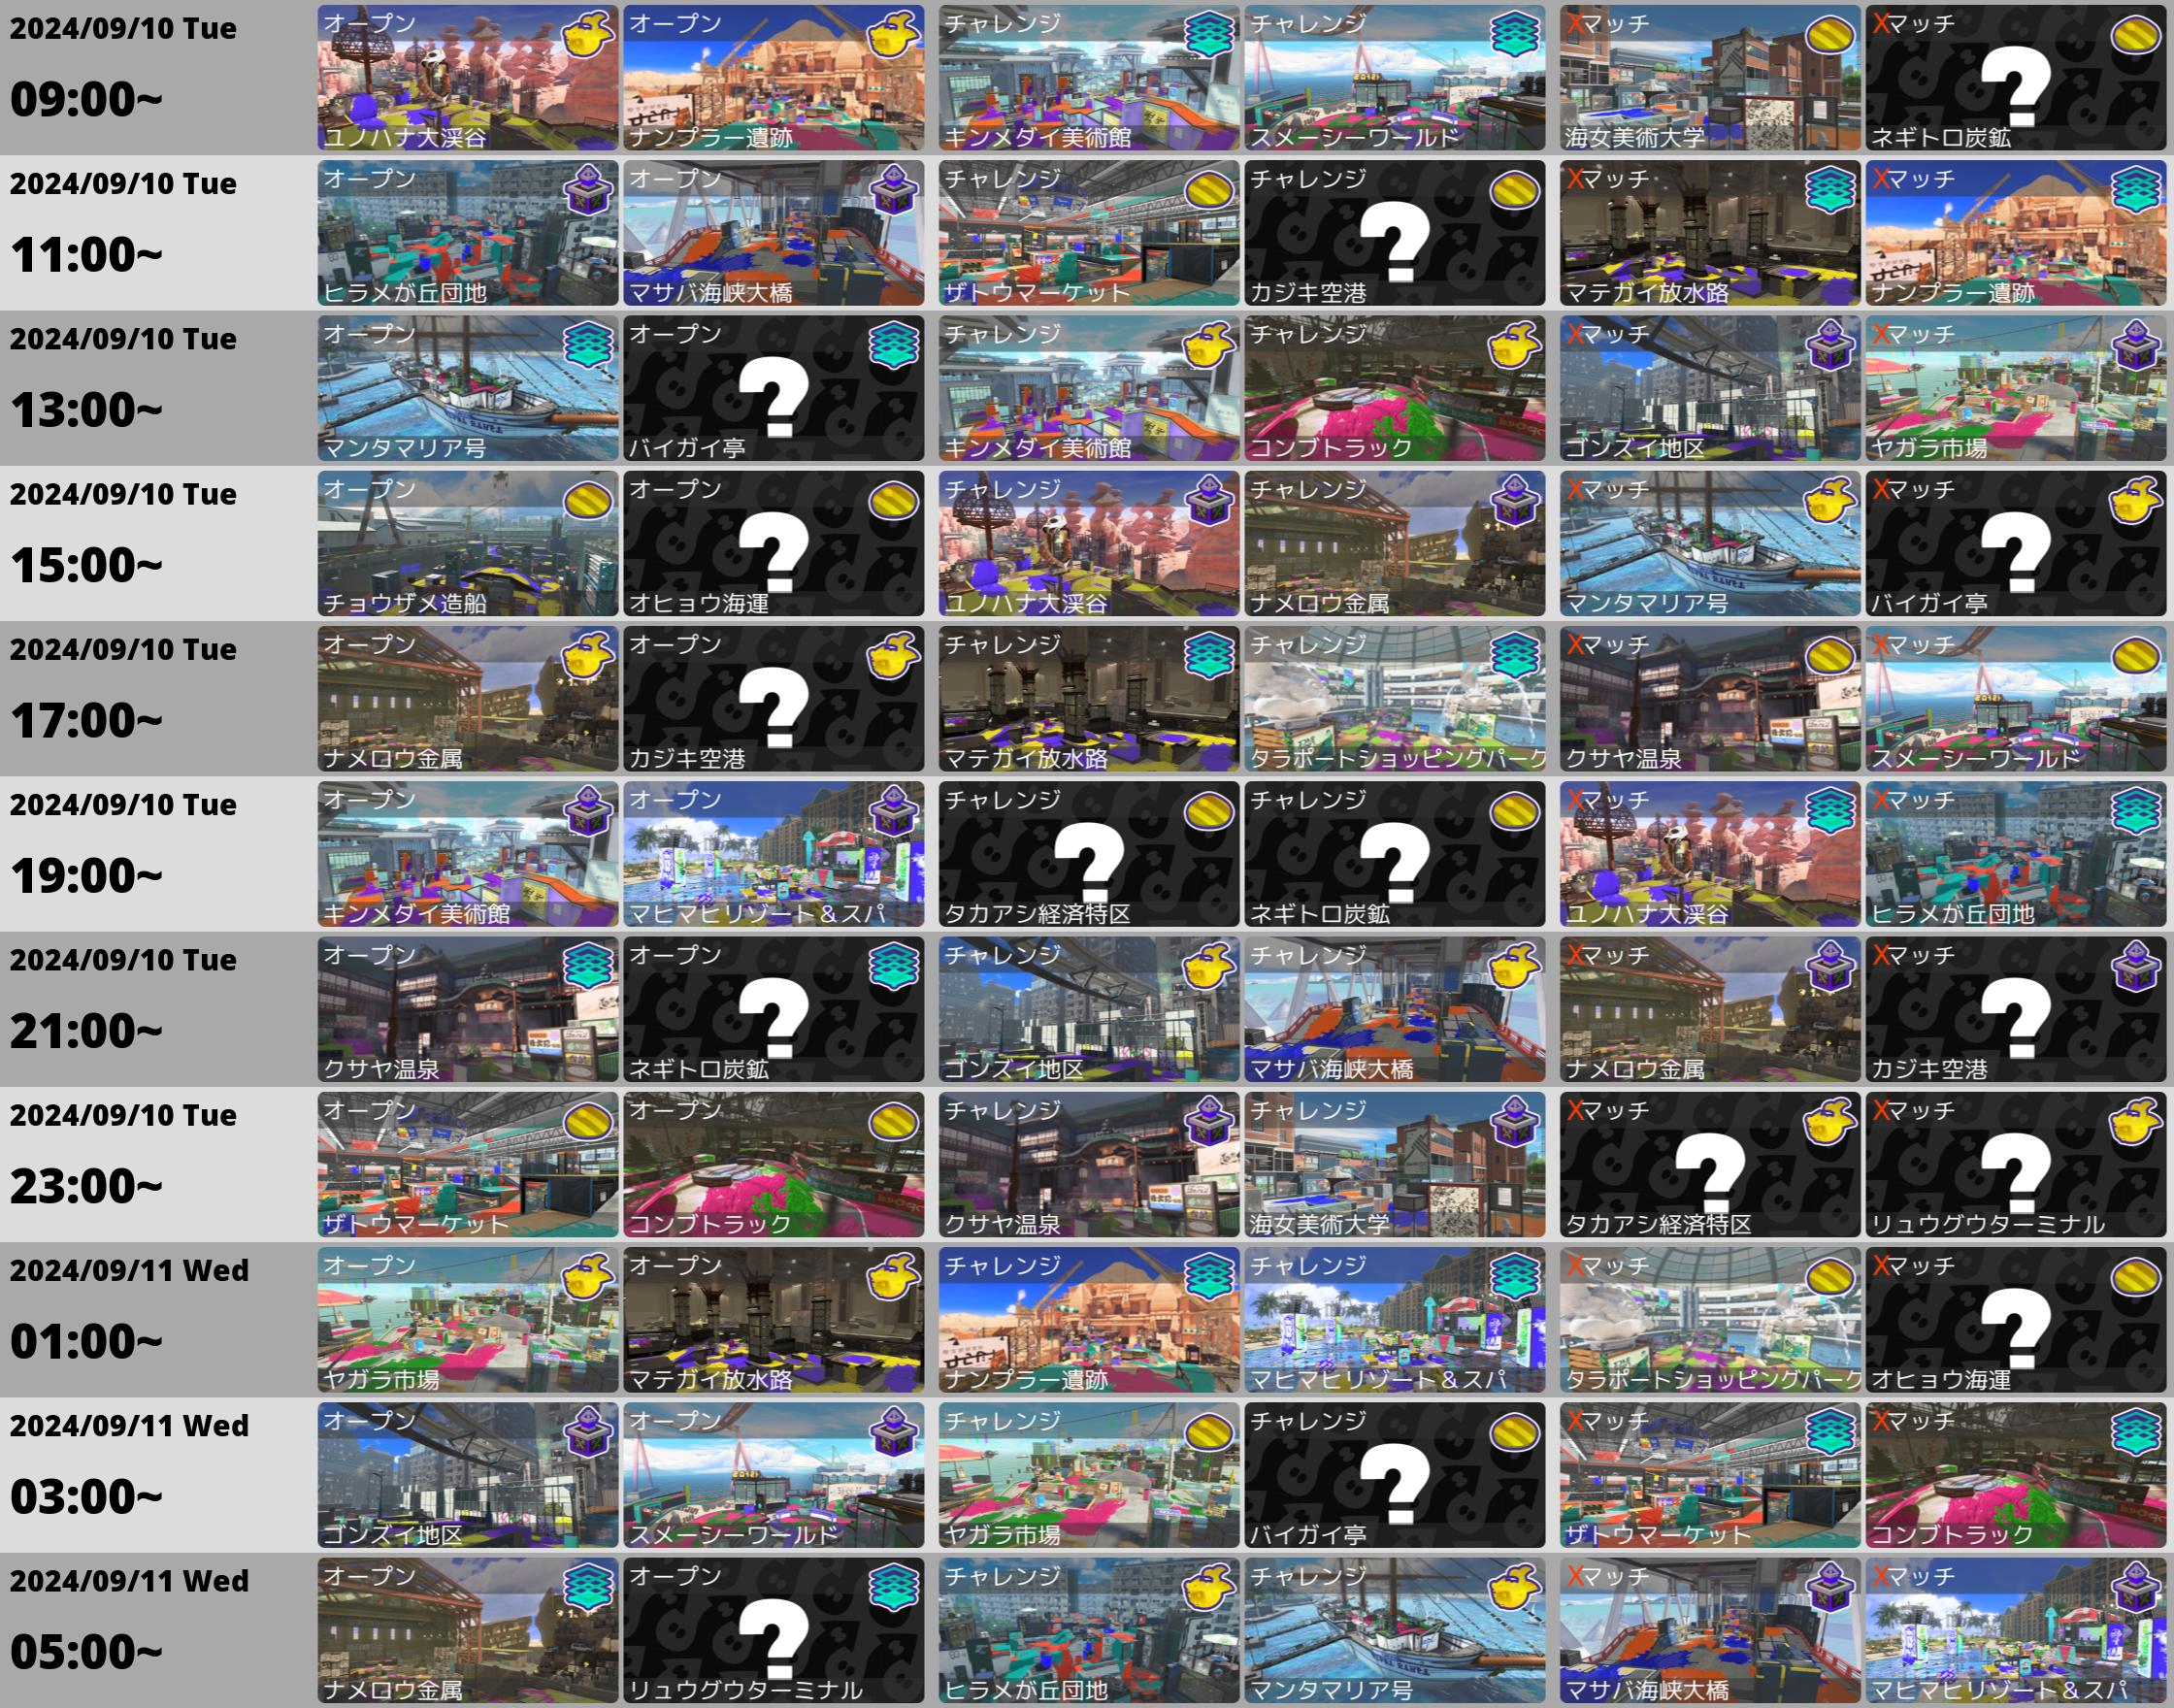 2024/09/10 Tue
09:00~
オープン
ユノハナ大渓谷
オープン
ナンプラー遺跡
チャレンジ
キンメダイ美術館
チャレンジ
スメーシーワールド
Xマッチ
海女美術大学
Xマッチ
?
ネギトロ炭鉱
2024/09/10 Tue
11:00~
オープン
ヒラメが丘団地
オープン
マサバ海峡大橋
チャレンジ
ザトウマーケット
チャレンジ
?
カジキ空港
Xマッチ
マテガイ放水路
Xマッチ
ナンプラー遺跡
2024/09/10 Tue
13:00~
オープン
マンタマリア号
オープン
?
バイガイ亭
チャレンジ
キンメダイ美術館
チャレンジ
コンブトラック
Xマッチ
ゴンズイ地区
Xマッチ
ヤガラ市場
2024/09/10 Tue
15:00~
オープン
チョウザメ造船
オープン
?
オヒョウ海運
チャレンジ
ユノハナ大渓谷
チャレンジ
ナメロウ金属
Xマッチ
マンタマリア号
Xマッチ
?
バイガイ亭
2024/09/10 Tue
17:00~
オープン
ナメロウ金属
オープン
?
カジキ空港
チャレンジ
マテガイ放水路
チャレンジ
タラポートショッピングパーク
Xマッチ
クサヤ温泉
Xマッチ
スメーシーワールド
2024/09/10 Tue
19:00~
オープン
キンメダイ美術館
オープン
マヒマヒリゾート＆スパ
チャレンジ
?
タカアシ経済特区
チャレンジ
?
ネギトロ炭鉱
Xマッチ
ユノハナ大渓谷
Xマッチ
ヒラメが丘団地
2024/09/10 Tue
21:00~
オープン
クサヤ温泉
オープン
?
ネギトロ炭鉱
チャレンジ
ゴンズイ地区
チャレンジ
マサバ海峡大橋
Xマッチ
ナメロウ金属
Xマッチ
?
カジキ空港
2024/09/10 Tue
23:00~
オープン
ザトウマーケット
オープン
コンブトラック
チャレンジ
クサヤ温泉
チャレンジ
海女美術大学
Xマッチ
?
タカアシ経済特区
Xマッチ
?
リュウグウターミナル
2024/09/11 Wed
01:00~
オープン
ヤガラ市場
オープン
マテガイ放水路
チャレンジ
ナンプラー遺跡
チャレンジ
マヒマヒリゾート＆スパ
Xマッチ
タラポートショッピングパーク
Xマッチ
?
オヒョウ海運
2024/09/11 Wed
03:00~
オープン
ゴンズイ地区
オープン
スメーシーワールド
チャレンジ
ヤガラ市場
チャレンジ
?
バイガイ亭
Xマッチ
ザトウマーケット
Xマッチ
コンブトラック
2024/09/11 Wed
05:00~
オープン
ナメロウ金属
オープン
?
リュウグウターミナル
チャレンジ
ヒラメが丘団地
チャレンジ
マンタマリア号
Xマッチ
マサバ海峡大橋
Xマッチ
マヒマヒリゾート＆スパ